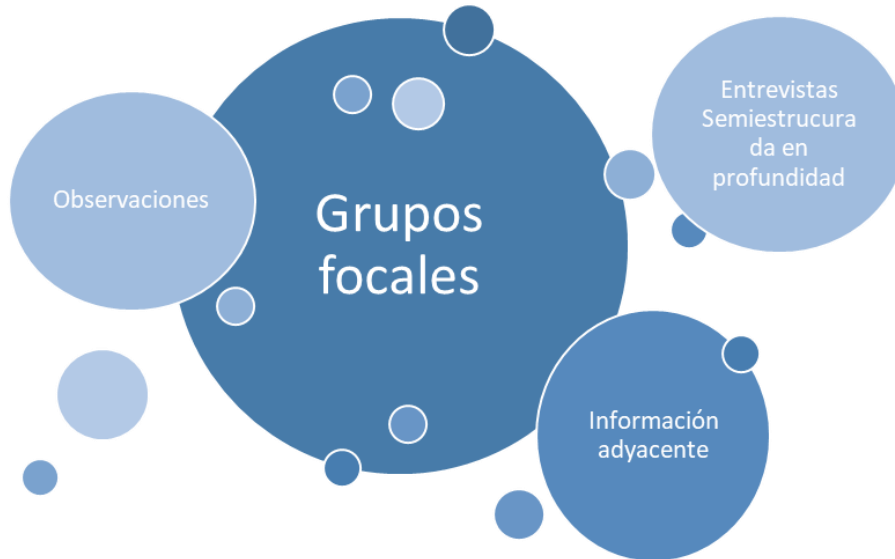 Grupos
focales
Observaciones
Entrevistas
Semiestrucura
da en
profundidad
Información
adyacente